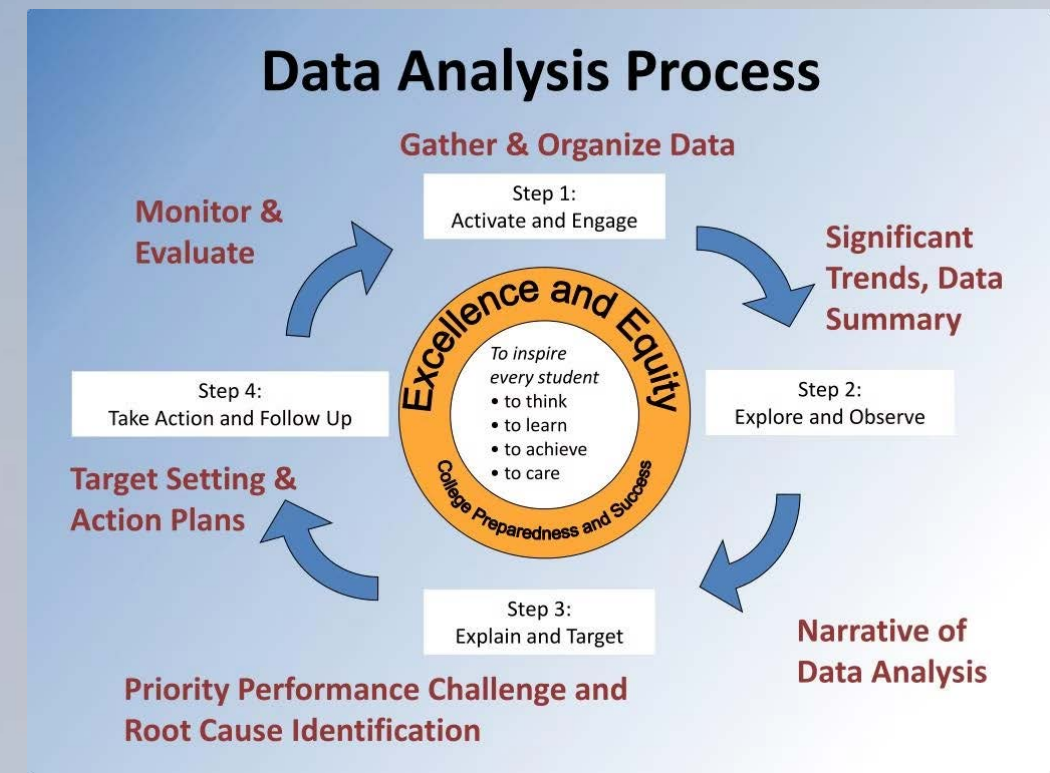 Data Analysis Process
Gather & Organize Data
Step 1:
Activate and Engage
Monitor &
Evaluate
Significant
Trends, Data
Summary
Excellence and Equity
To inspire
every student
• to think
• to learn
• to achieve
• to care
College Preparedness and Success
Step 4:
Take Action and Follow Up
Step 2:
Explore and Observe
Target Setting &
Action Plans
Step 3:
Explain and Target
Narrative of
Data Analysis
Priority Performance Challenge and
Root Cause Identification